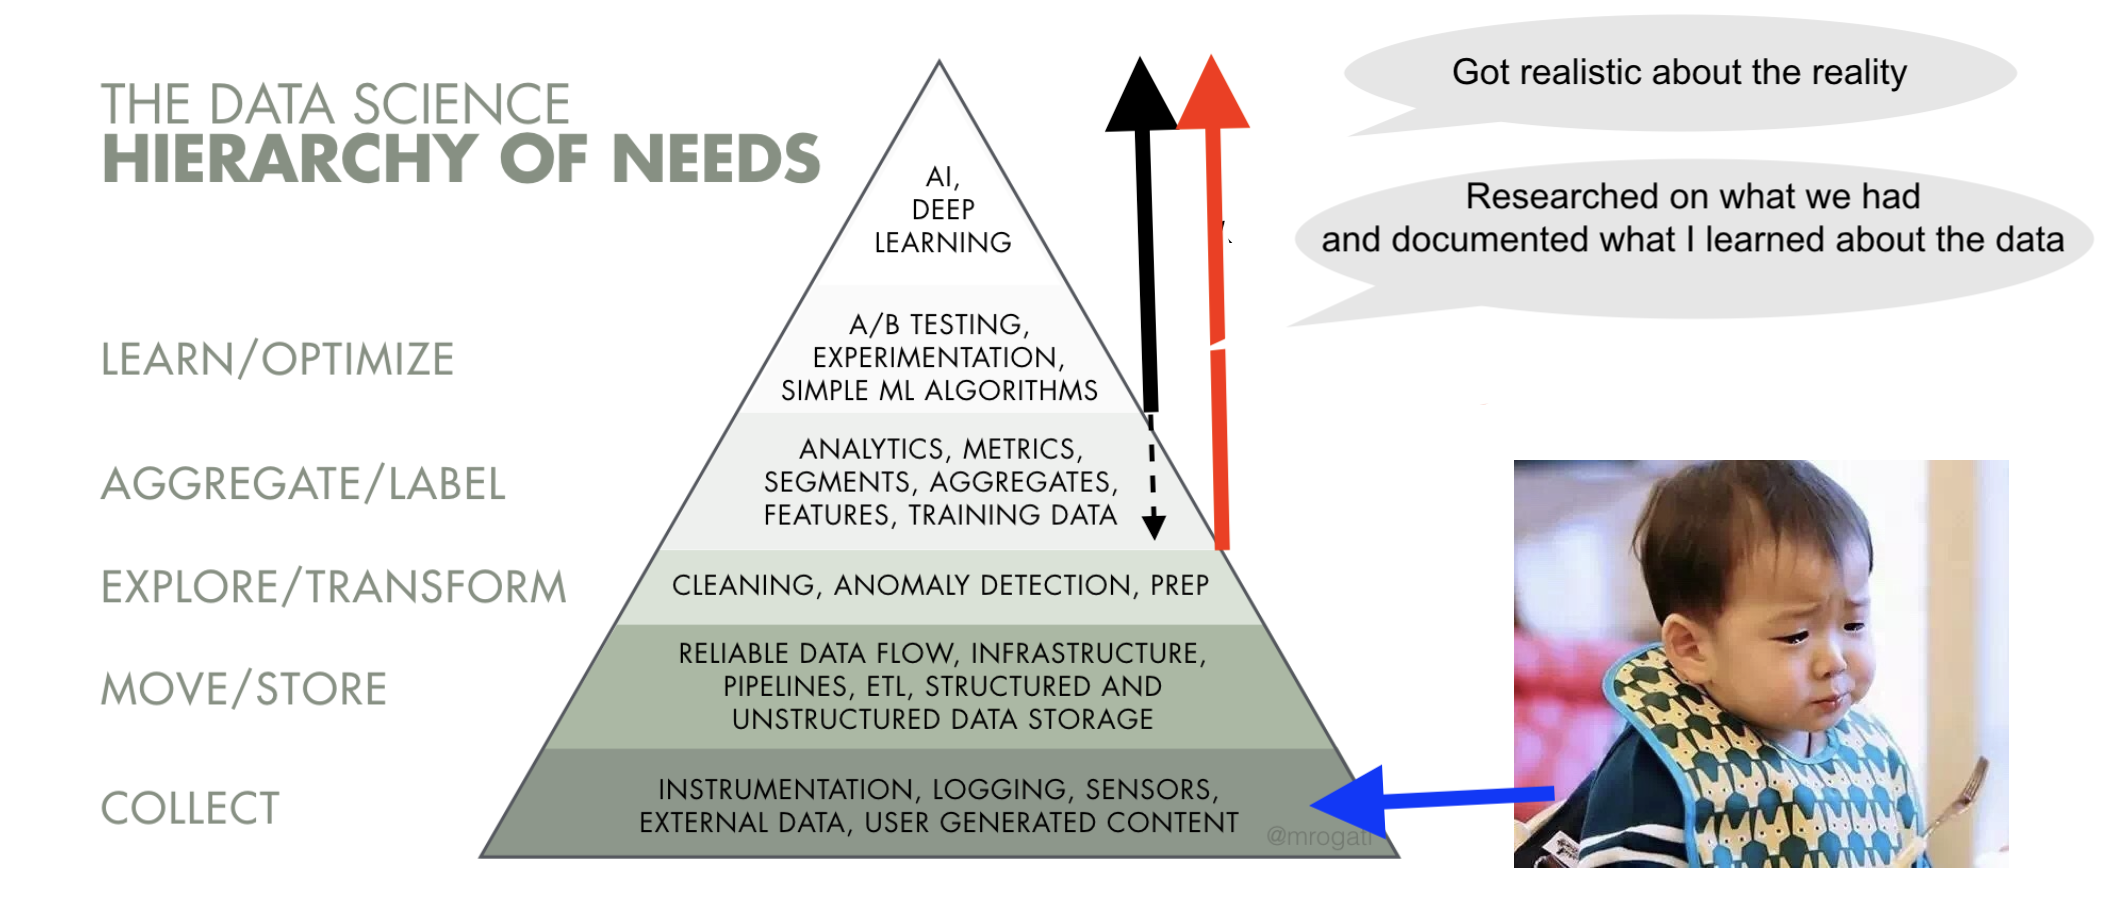 THE DATA SCIENCE
HIERARCHY OF NEEDS
LEARN/OPTIMIZE
AGGREGATE/LABEL
EXPLORE/TRANSFORM
MOVE/STORE
COLLECT
AI,
DEEP
LEARNING
A/B TESTING,
EXPERIMENTATION,
SIMPLE ML ALGORITHMS
ANALYTICS, METRICS,
SEGMENTS, AGGREGATES,
FEATURES, TRAINING DATA
CLEANING, ANOMALY DETECTION, PREP
RELIABLE DATA FLOW, INFRASTRUCTURE,
PIPELINES, ETL, STRUCTURED AND
UNSTRUCTURED DATA STORAGE
INSTRUMENTATION, LOGGING, SENSORS,
EXTERNAL DATA, USER GENERATED CONTENT
@mrogati
Got realistic about the reality
Researched on what we had
and documented what I learned about the data